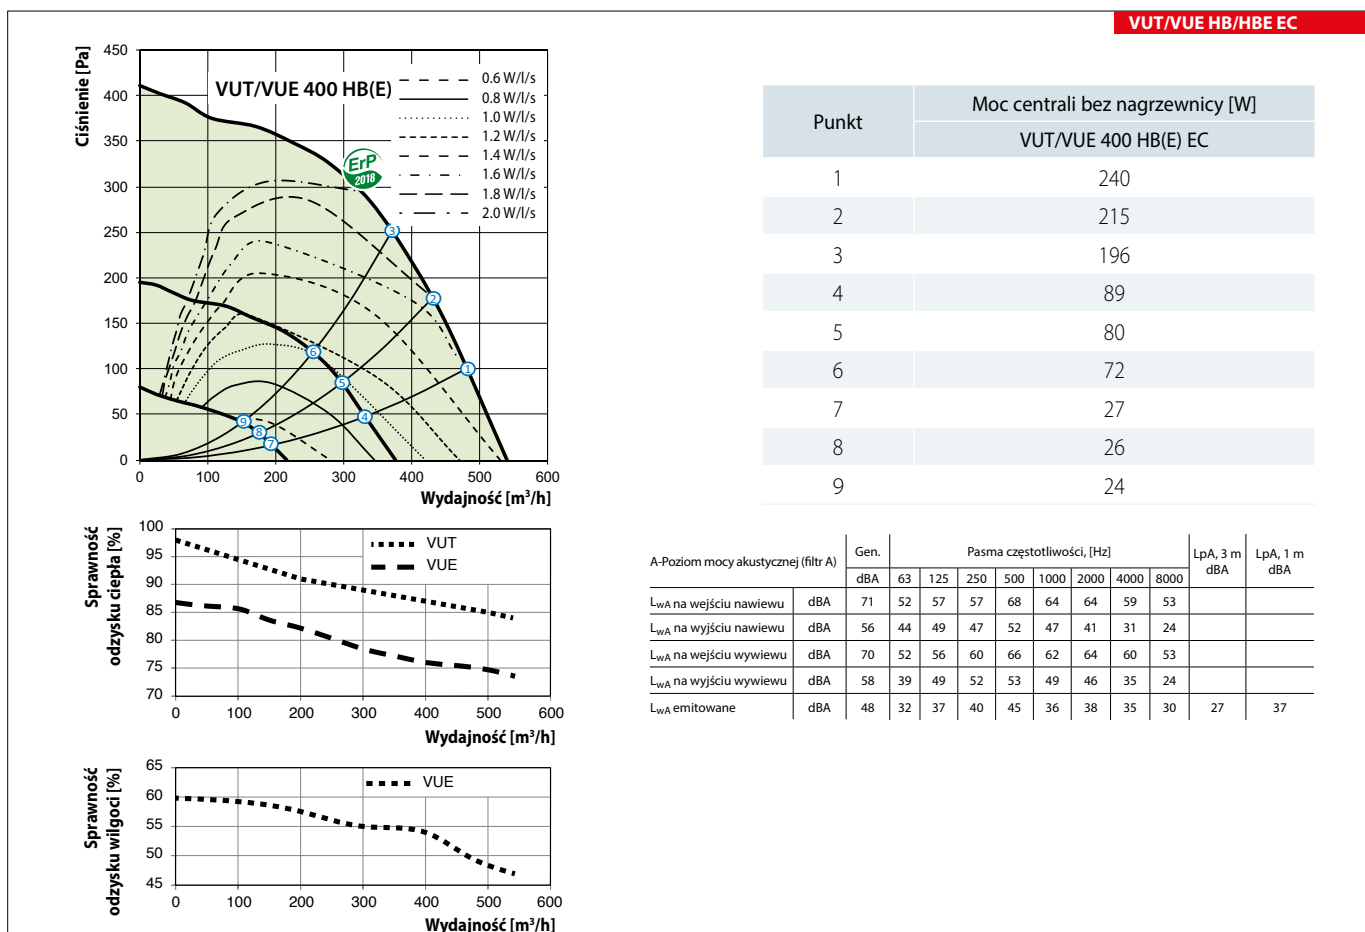 VUT/VUE HB/HBE EC
Ciśnienie [Pa]
450
400
350
300
250
200
150
100
50
0
VUT/VUE 400 HB(E)
0.6 W/l/s
0.8 W/l/s
1.0 W/l/s
1.2 W/l/s
1.4 W/l/s
1.6 W/l/s
1.8 W/l/s
2.0 W/l/s
ErP
2018
3
2
1
6
5
4
9
8
7
0 100 200 300 400 500 600
Wydajność [m³/h]
Punkt
Moc centrali bez nagrzewnicy [W]
VUT/VUE 400 HB(E) EC
1 240
2 215
3 196
4 89
5 80
6 72
7 27
8 26
9 24
Sprawność
odzysku ciepła [%]
100
95
90
85
80
75
70
VUT
VUE
0 100 200 300 400 500 600
Wydajność [m³/h]
A-Poziom mocy akustycznej (filtr A) Gen. Pasma częstotliwości, [Hz] LpA, 3 m dBA LpA, 1 m dBA
dBA 63 125 250 500 1000 2000 4000 8000
LwA na wejściu nawiewu dBA 71 52 57 57 68 64 64 59 53
LwA na wyjściu nawiewu dBA 56 44 49 47 52 47 41 31 24
LwA na wejściu wywiewu dBA 70 52 56 60 66 62 64 60 53
LwA na wyjściu wywiewu dBA 58 39 49 52 53 49 46 35 24
LwA emitowane dBA 48 32 37 40 45 36 38 35 30 27 37
Sprawność
odzysku wilgoci [%]
65
60
55
50
45
VUE
0 100 200 300 400 500 600
Wydajność [m³/h]